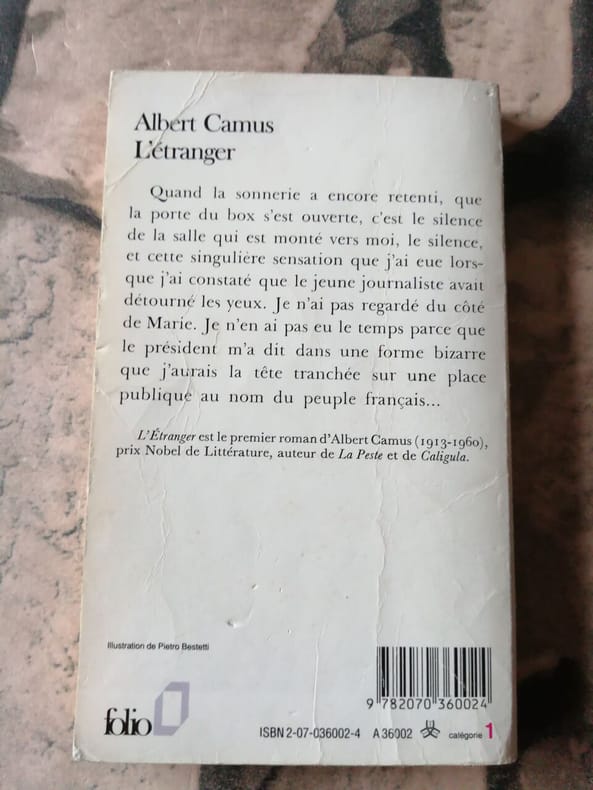 Albert Camus
L'étranger
Quand la sonnerie a encore retenti, que
la porte du box s'est ouverte, c'est le silence
de la salle qui est monté vers moi, le silence,
et cette singulière sensation que j'ai eue lors-
que j'ai constaté que le jeune journaliste avait
détourné les yeux. Je n'ai pas regardé du côté
de Marie. Je n'en ai pas eu le temps parce que
le président m'a dit dans une forme bizarre
que j'aurais la tête tranchée sur une place
publique au nom du peuple français...
L'Étranger est le premier roman d'Albert Camus (1913-1960),
prix Nobel de Littérature, auteur de La Peste et de Caligula.
Illustration de Pietro Bestetti
9 782070 360024
folio
ISBN 2-07-036002-4 A 36002 catégorie 1